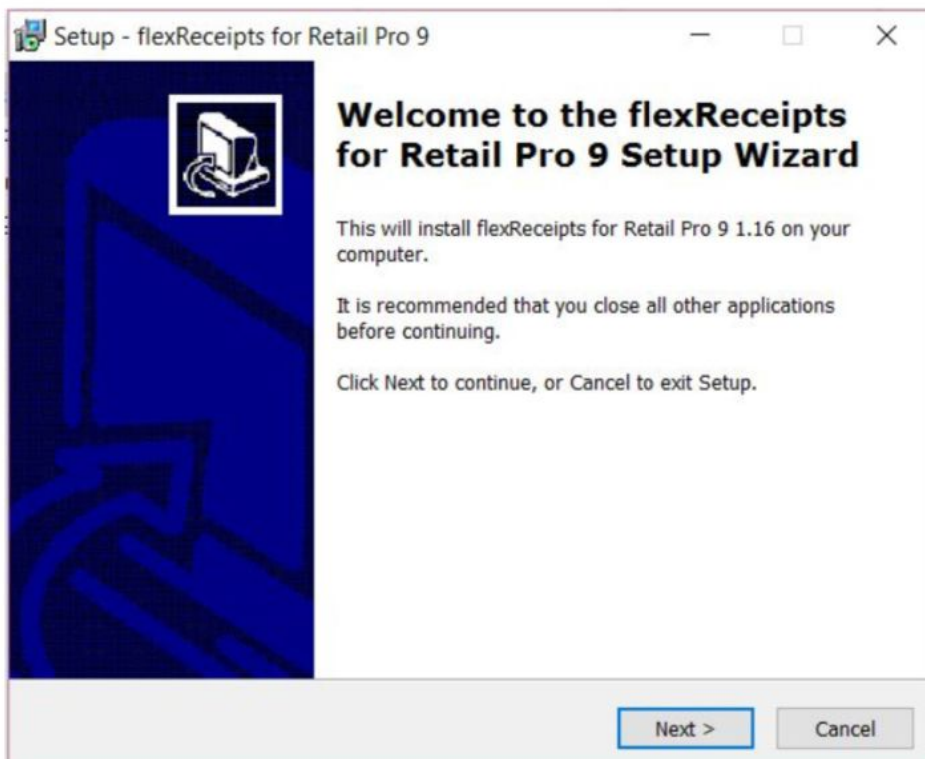 Setup - flexReceipts for Retail Pro 9
Welcome to the flexReceipts
for Retail Pro 9 Setup Wizard
This will install flexReceipts for Retail Pro 9 1.16 on your
computer.
It is recommended that you close all other applications
before continuing.
Click Next to continue, or Cancel to exit Setup.
Next >
Cancel